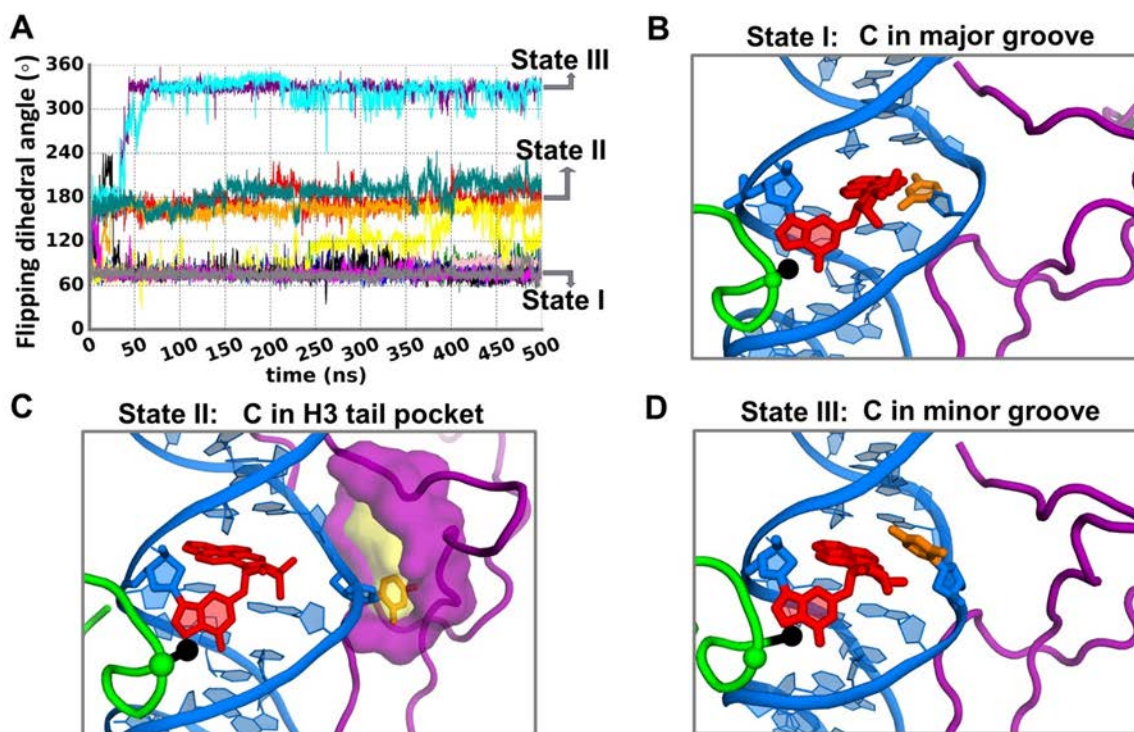 A
Flipping dihedral angle (◦)
360
300
240
180
120
60
0
0 50 100 150 200 250 300 350 400 450 500
time (ns)
State III
State II
State I
B
State I: C in major groove
C
State II: C in H3 tail pocket
D
State III: C in minor groove